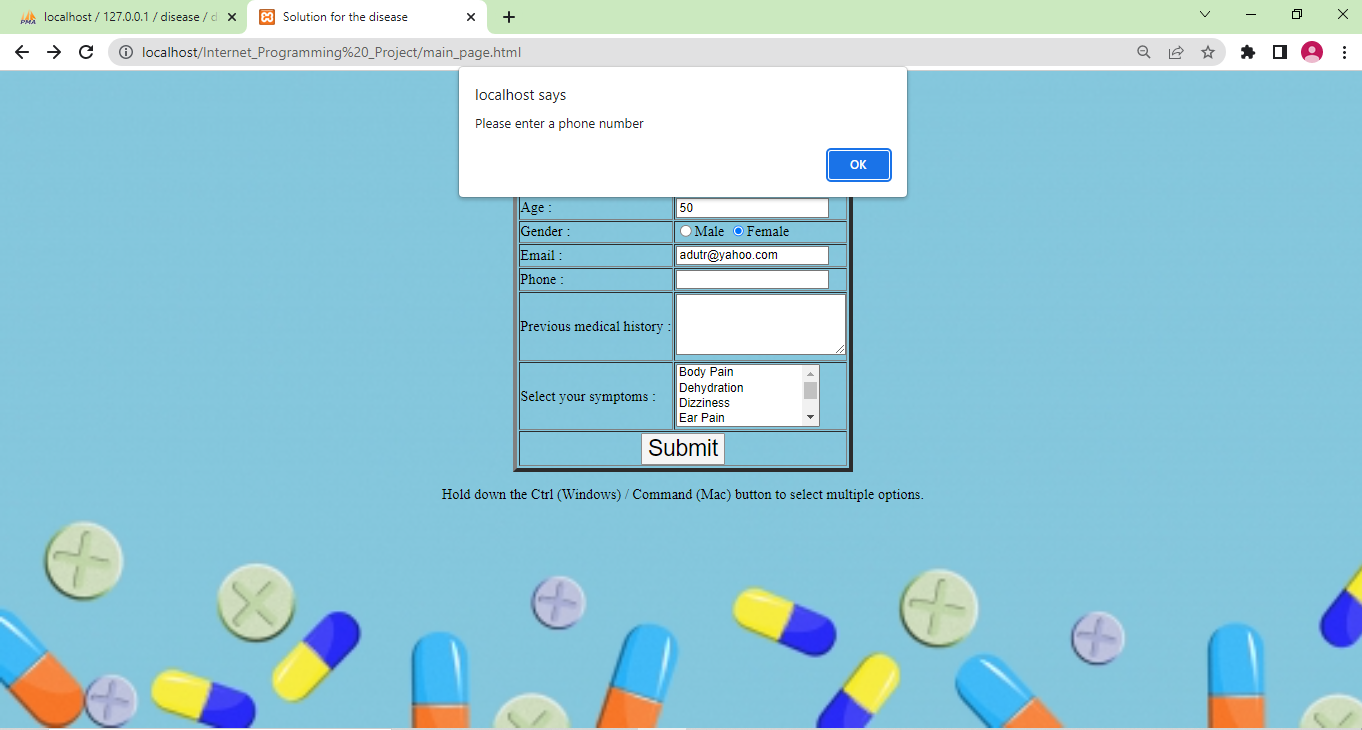 localhost / 127.0.0.1 / disease / d
Solution for the disease
localhost/Internet_Programming%20_Project/main_page.html
localhost says
Please enter a phone number
OK
Age : 50
Gender : Male Female
Email : adutr@yahoo.com
Phone :
Previous medical history :
Select your symptoms :
Body Pain
Dehydration
Dizziness
Ear Pain
Submit
Hold down the Ctrl (Windows) / Command (Mac) button to select multiple options.